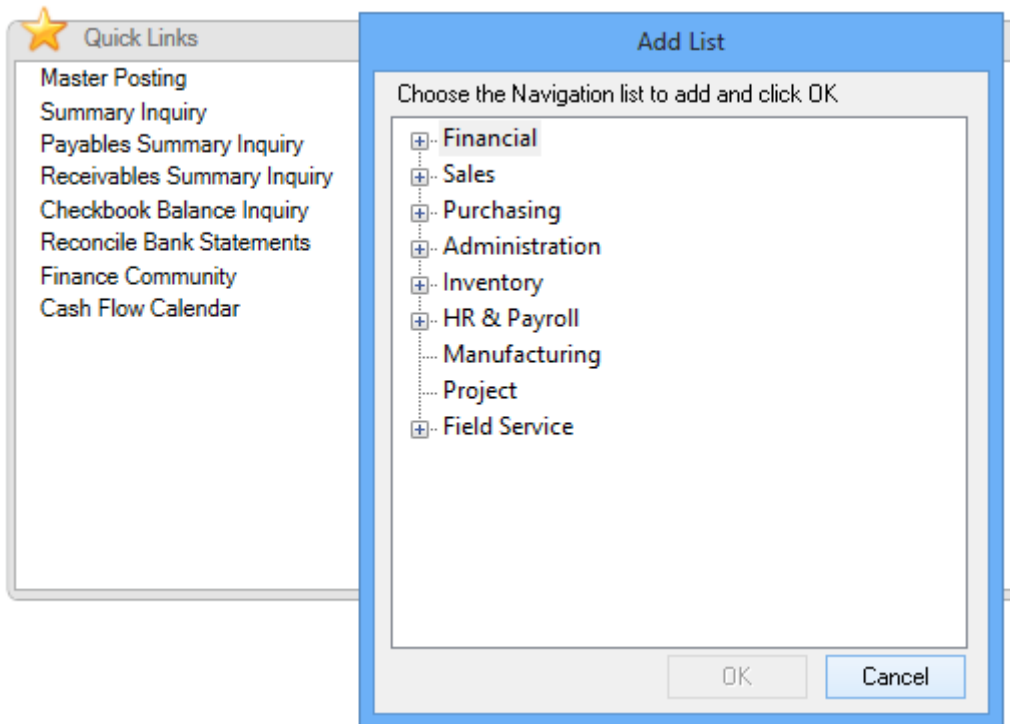 Quick Links
Master Posting
Summary Inquiry
Payables Summary Inquiry
Receivables Summary Inquiry
Checkbook Balance Inquiry
Reconcile Bank Statements
Finance Community
Cash Flow Calendar
Add List
Choose the Navigation list to add and click OK
Financial
Sales
Purchasing
Administration
Inventory
HR & Payroll
Manufacturing
Project
Field Service
OK
Cancel